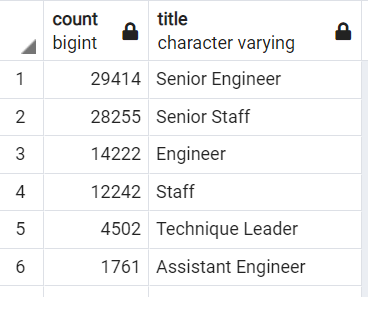 count title
bigint character varying
1 29414 Senior Engineer
2 28255 Senior Staff
3 14222 Engineer
4 12242 Staff
5 4502 Technique Leader
6 1761 Assistant Engineer